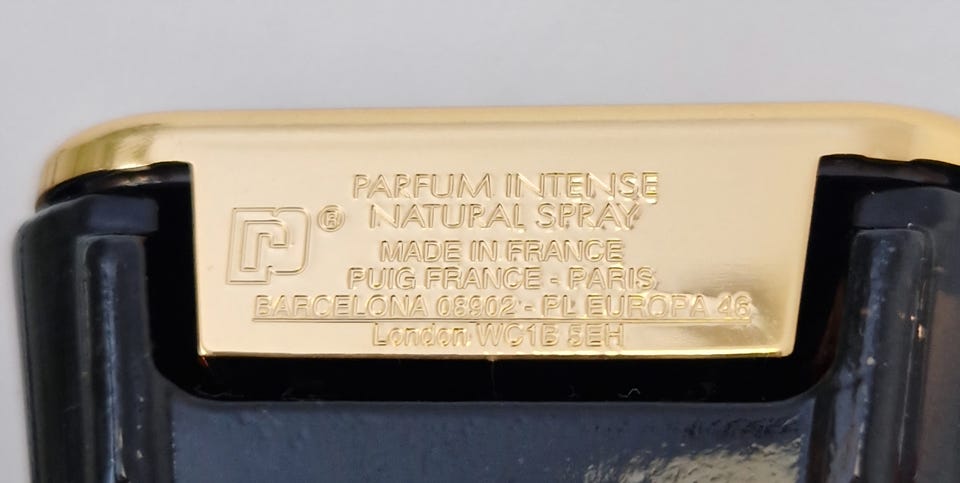 PARFUM INTENSE
NATURAL SPRAY
MADE IN FRANCE
PUIG FRANCE - PARIS
BARCELONA 08902 - PL EUROPA 46
London WC1B 5EH
®